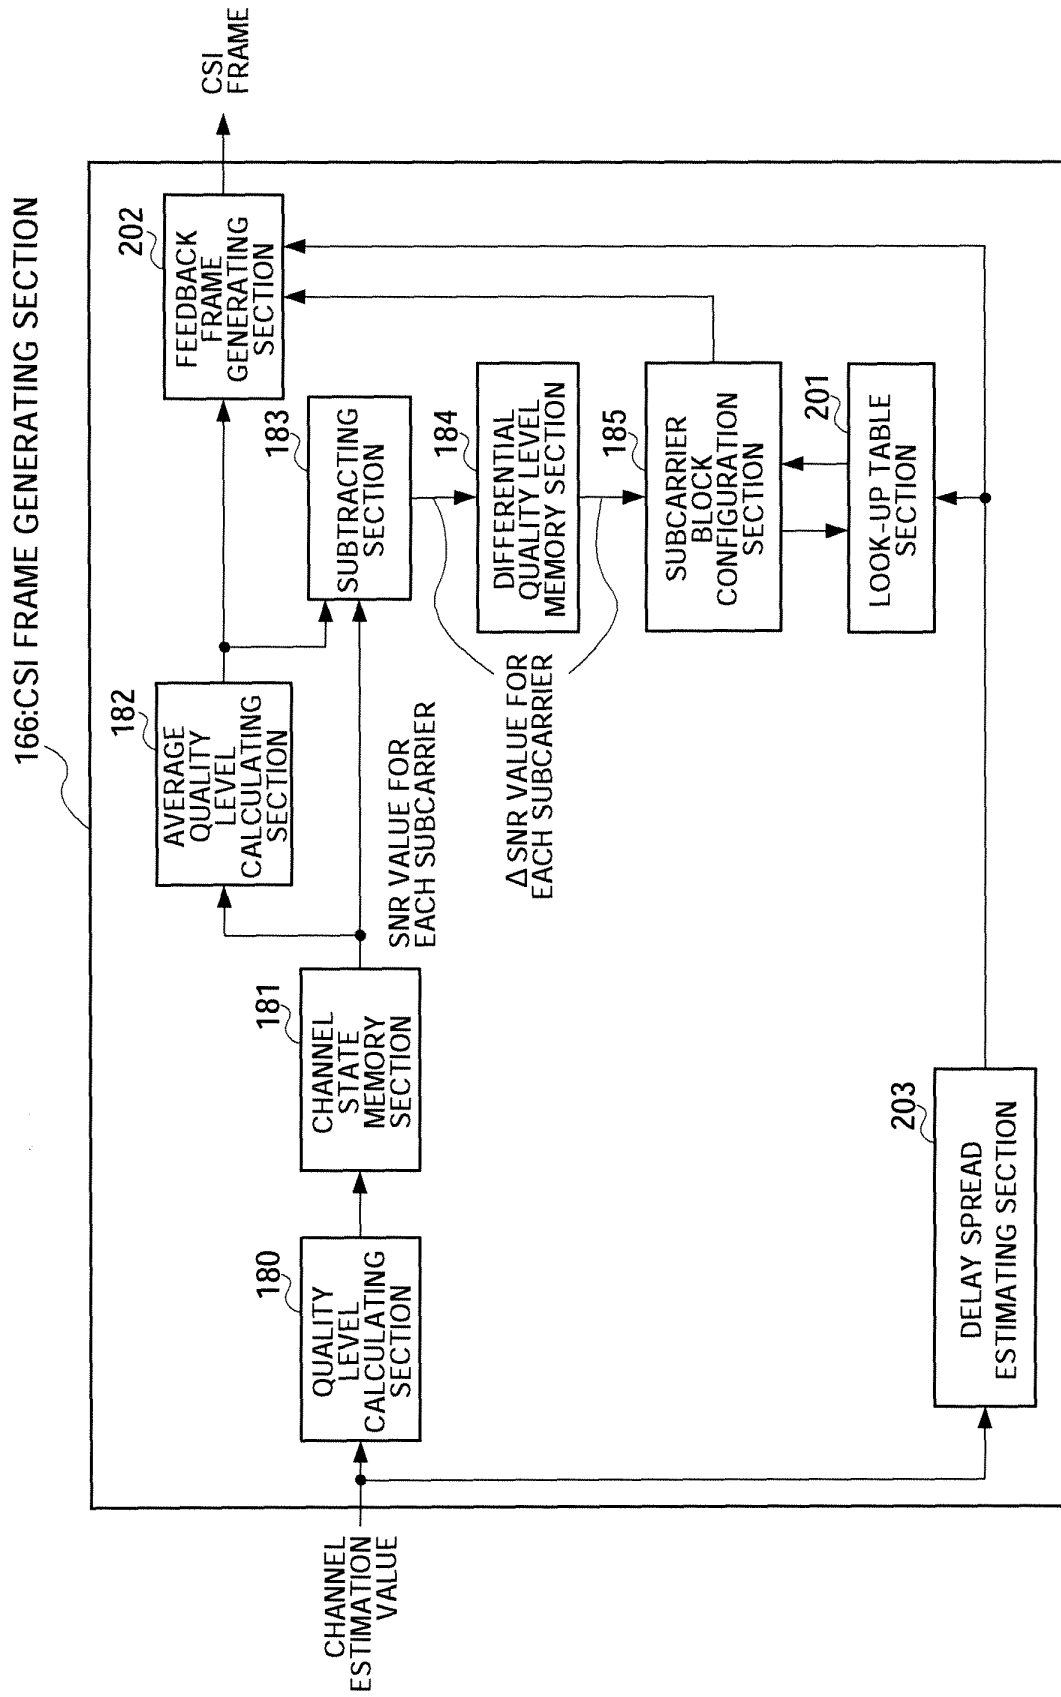 166:CSI FRAME GENERATING SECTION
CHANNEL
ESTIMATION
VALUE
180
QUALITY
LEVEL
CALCULATING
SECTION
181
CHANNEL
STATE
MEMORY
SECTION
SNR VALUE FOR
EACH SUBCARRIER
182
AVERAGE
QUALITY
LEVEL
CALCULATING
SECTION
183
SUBTRACTING
SECTION
Δ SNR VALUE FOR
EACH SUBCARRIER
184
DIFFERENTIAL
QUALITY LEVEL
MEMORY SECTION
185
SUBCARRIER
BLOCK
CONFIGURATION
SECTION
201
LOOK-UP TABLE
SECTION
202
FEEDBACK
FRAME
GENERATING
SECTION
CSI
FRAME
203
DELAY SPREAD
ESTIMATING SECTION